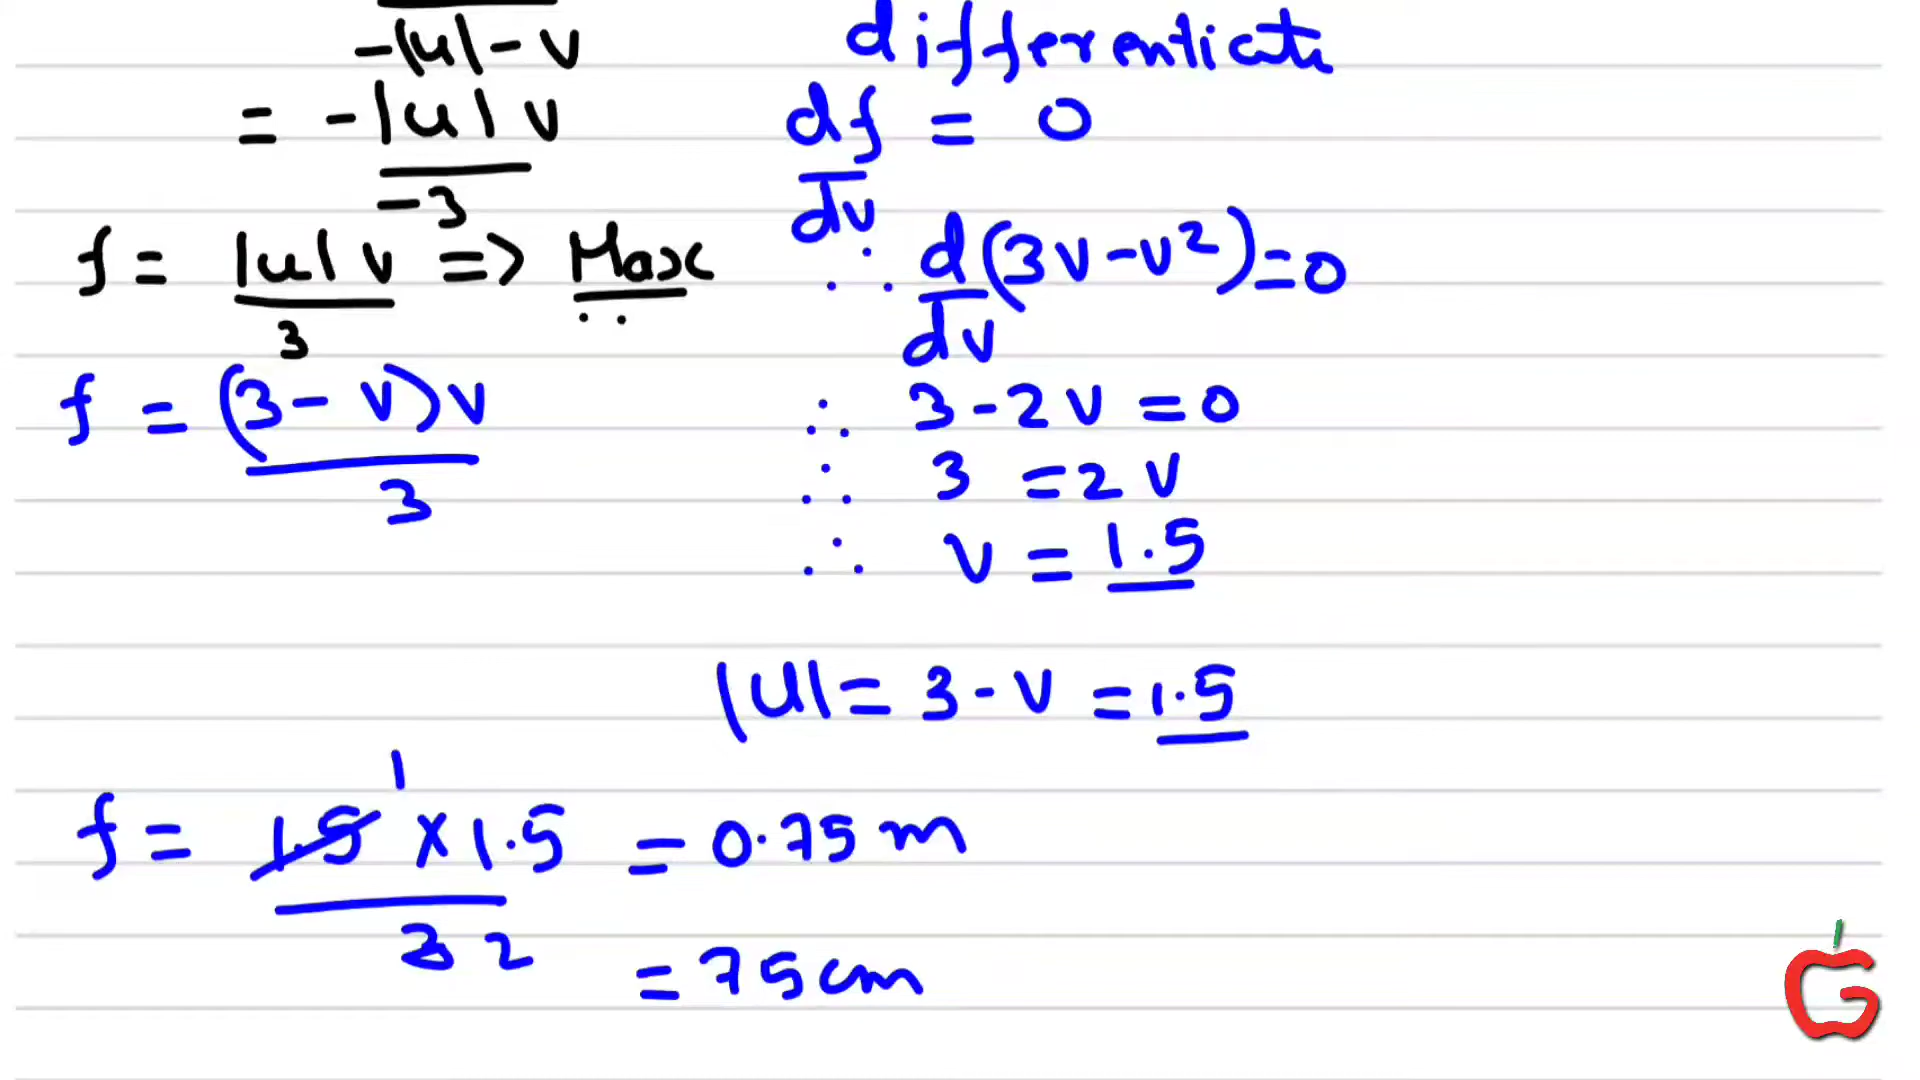 -|u| - v
= -|u| v
-3
f = |u| v => Max
3
f = (3 - v) v
3
differentiate
df = 0
dv
∴ d (3v - v²) = 0
dv
∴ 3 - 2v = 0
∴ 3 = 2v
∴ v = 1.5
|u| = 3 - v = 1.5
1
f = 1.5 × 1.5 = 0.75 m
3 2
= 75 cm
G